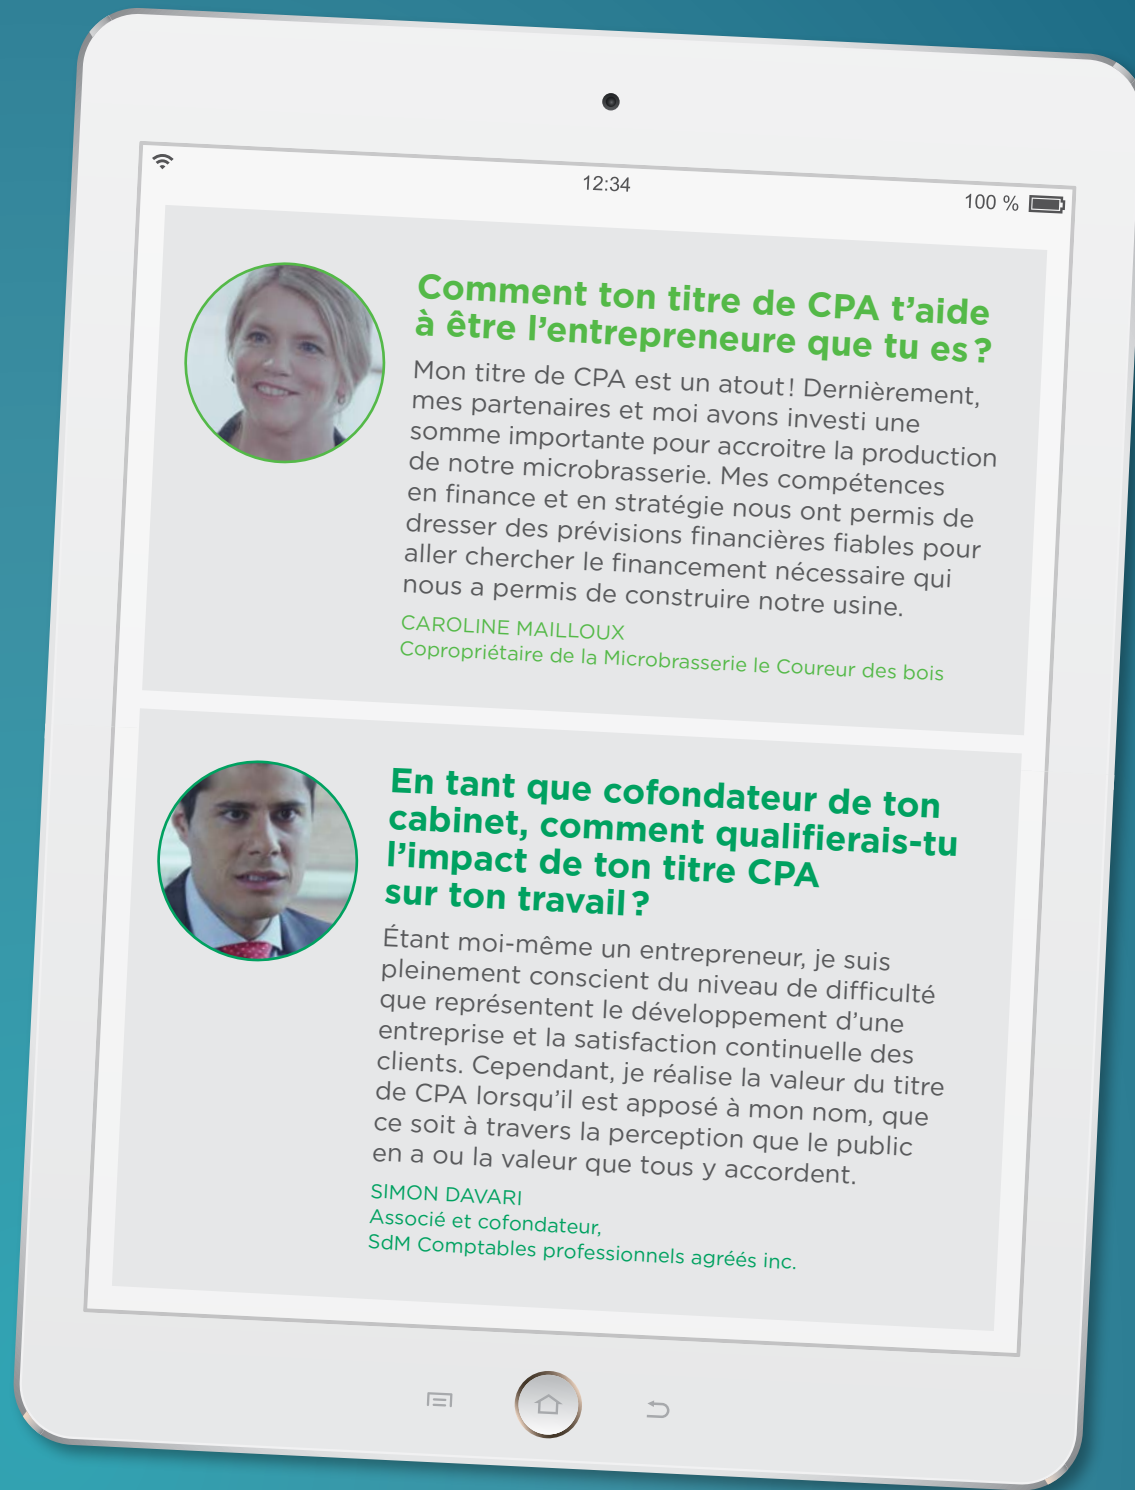 12:34
100 %
Comment ton titre de CPA t’aide
à être l’entrepreneure que tu es ?
Mon titre de CPA est un atout ! Dernièrement,
mes partenaires et moi avons investi une
somme importante pour accroitre la production
de notre microbrasserie. Mes compétences
en finance et en stratégie nous ont permis de
dresser des prévisions financières fiables pour
aller chercher le financement nécessaire qui
nous a permis de construire notre usine.
CAROLINE MAILLOUX
Copropriétaire de la Microbrasserie le Coureur des bois
En tant que cofondateur de ton
cabinet, comment qualifierais-tu
l’impact de ton titre CPA
sur ton travail ?
Étant moi-même un entrepreneur, je suis
pleinement conscient du niveau de difficulté
que représentent le développement d’une
entreprise et la satisfaction continuelle des
clients. Cependant, je réalise la valeur du titre
de CPA lorsqu’il est apposé à mon nom, que
ce soit à travers la perception que le public
en a ou la valeur que tous y accordent.
SIMON DAVARI
Associé et cofondateur,
SdM Comptables professionnels agréés inc.